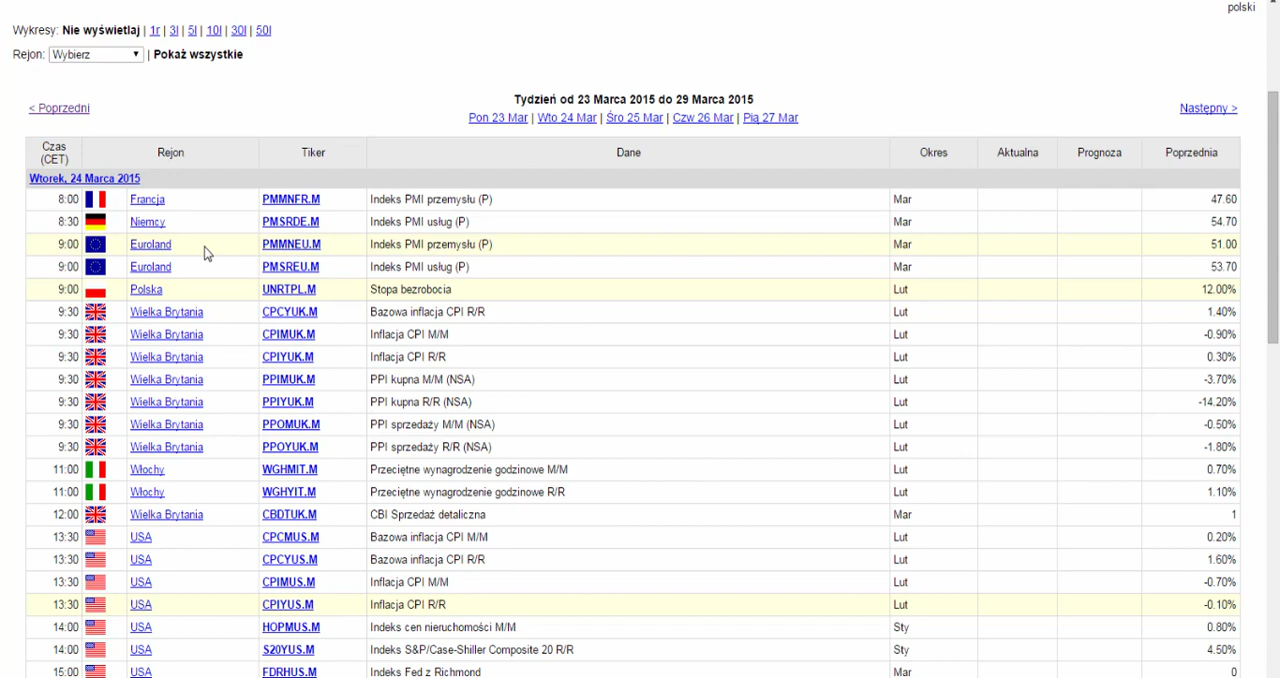 polski
Wykresy: Nie wyświetlaj | 1r | 3l | 5l | 10l | 30l | 50l
Rejon: Wybierz | Pokaż wszystkie
Tydzień od 23 Marca 2015 do 29 Marca 2015
< Poprzedni Pon 23 Mar | Wto 24 Mar | Śro 25 Mar | Czw 26 Mar | Pią 27 Mar Następny >
Czas (CET) Rejon Tiker Dane Okres Aktualna Prognoza Poprzednia
Wtorek, 24 Marca 2015
8:00 Francja PMMNFR.M Indeks PMI przemysłu (P) Mar 47.60
8:30 Niemcy PMSRDE.M Indeks PMI usług (P) Mar 54.70
9:00 Euroland PMMNEU.M Indeks PMI przemysłu (P) Mar 51.00
9:00 Euroland PMSREU.M Indeks PMI usług (P) Mar 53.70
9:00 Polska UNRTPL.M Stopa bezrobocia Lut 12.00%
9:30 Wielka Brytania CPCYUK.M Bazowa inflacja CPI R/R Lut 1.40%
9:30 Wielka Brytania CPIMUK.M Inflacja CPI M/M Lut -0.90%
9:30 Wielka Brytania CPIYUK.M Inflacja CPI R/R Lut 0.30%
9:30 Wielka Brytania PPIMUK.M PPI kupna M/M (NSA) Lut -3.70%
9:30 Wielka Brytania PPIYUK.M PPI kupna R/R (NSA) Lut -14.20%
9:30 Wielka Brytania PPOMUK.M PPI sprzedaży M/M (NSA) Lut -0.50%
9:30 Wielka Brytania PPOYUK.M PPI sprzedaży R/R (NSA) Lut -1.80%
11:00 Włochy WGHMIT.M Przeciętne wynagrodzenie godzinowe M/M Lut 0.70%
11:00 Włochy WGHYIT.M Przeciętne wynagrodzenie godzinowe R/R Lut 1.10%
12:00 Wielka Brytania CBDTUK.M CBI Sprzedaż detaliczna Mar 1
13:30 USA CPCMUS.M Bazowa inflacja CPI M/M Lut 0.20%
13:30 USA CPCYUS.M Bazowa inflacja CPI R/R Lut 1.60%
13:30 USA CPIMUS.M Inflacja CPI M/M Lut -0.70%
13:30 USA CPIYUS.M Inflacja CPI R/R Lut -0.10%
14:00 USA HOPMUS.M Indeks cen nieruchomości M/M Sty 0.80%
14:00 USA S20YUS.M Indeks S&P/Case-Shiller Composite 20 R/R Sty 4.50%
15:00 USA FDRHUS.M Indeks Fed z Richmond Mar 0